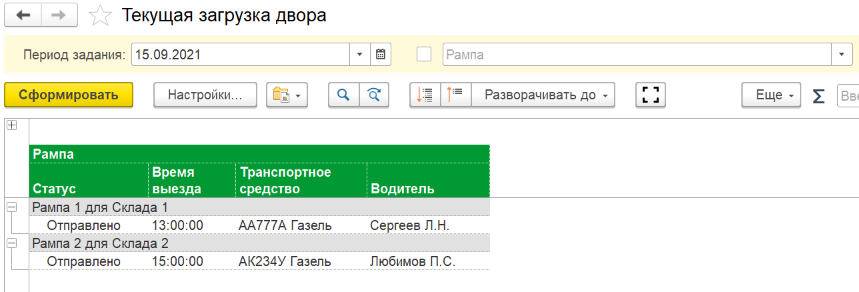 Текущая загрузка двора
Период задания: 15.09.2021 Рампа
Сформировать Настройки... Разворачивать до Еще Σ Вве
Рампа
Статус Время выезда Транспортное средство Водитель
Рампа 1 для Склада 1
Отправлено 13:00:00 АА777А Газель Сергеев Л.Н.
Рампа 2 для Склада 2
Отправлено 15:00:00 АК234У Газель Любимов П.С.